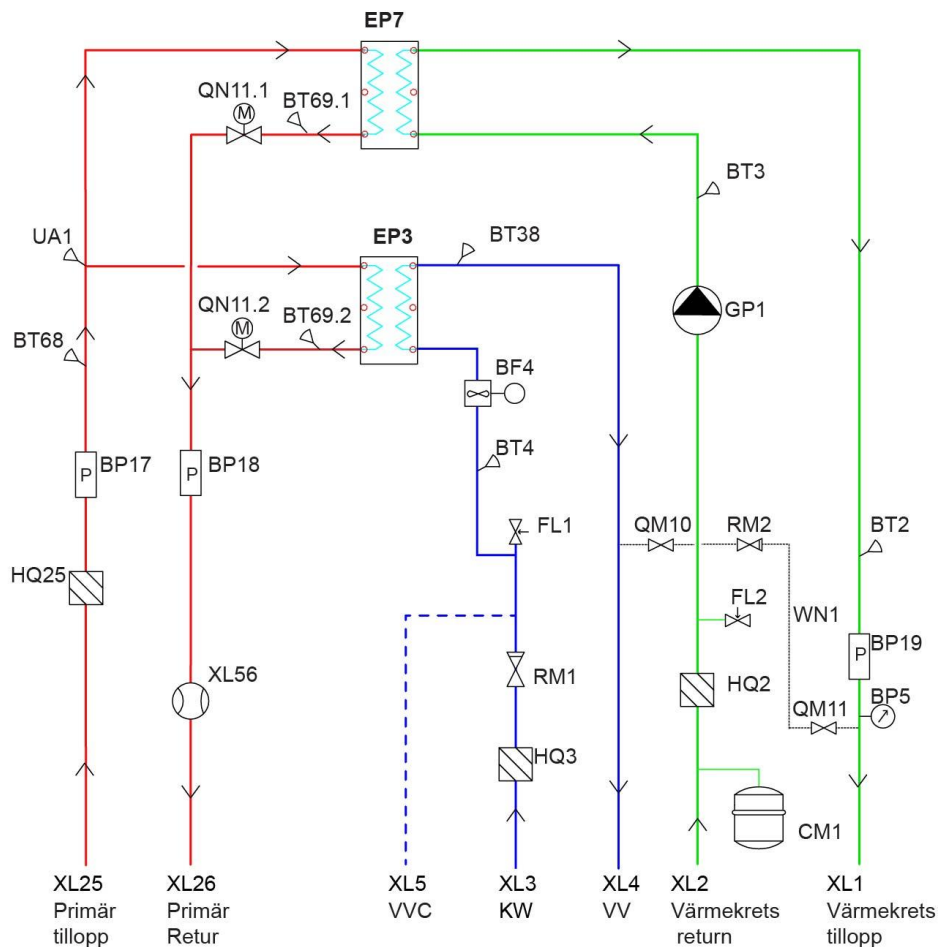 EP7
QN11.1
M
BT69.1
BT3
UA1
EP3
BT38
QN11.2
M
BT69.2
GP1
BT68
BF4
BP17
P
BP18
P
BT4
FL1
QM10
RM2
BT2
HQ25
FL2
WN1
XL56
RM1
HQ2
BP19
P
BP5
QM11
HQ3
CM1
XL25
Primär
tillopp
XL26
Primär
Retur
XL5
VVC
XL3
KW
XL4
VV
XL2
Värmekrets
return
XL1
Värmekrets
tillopp